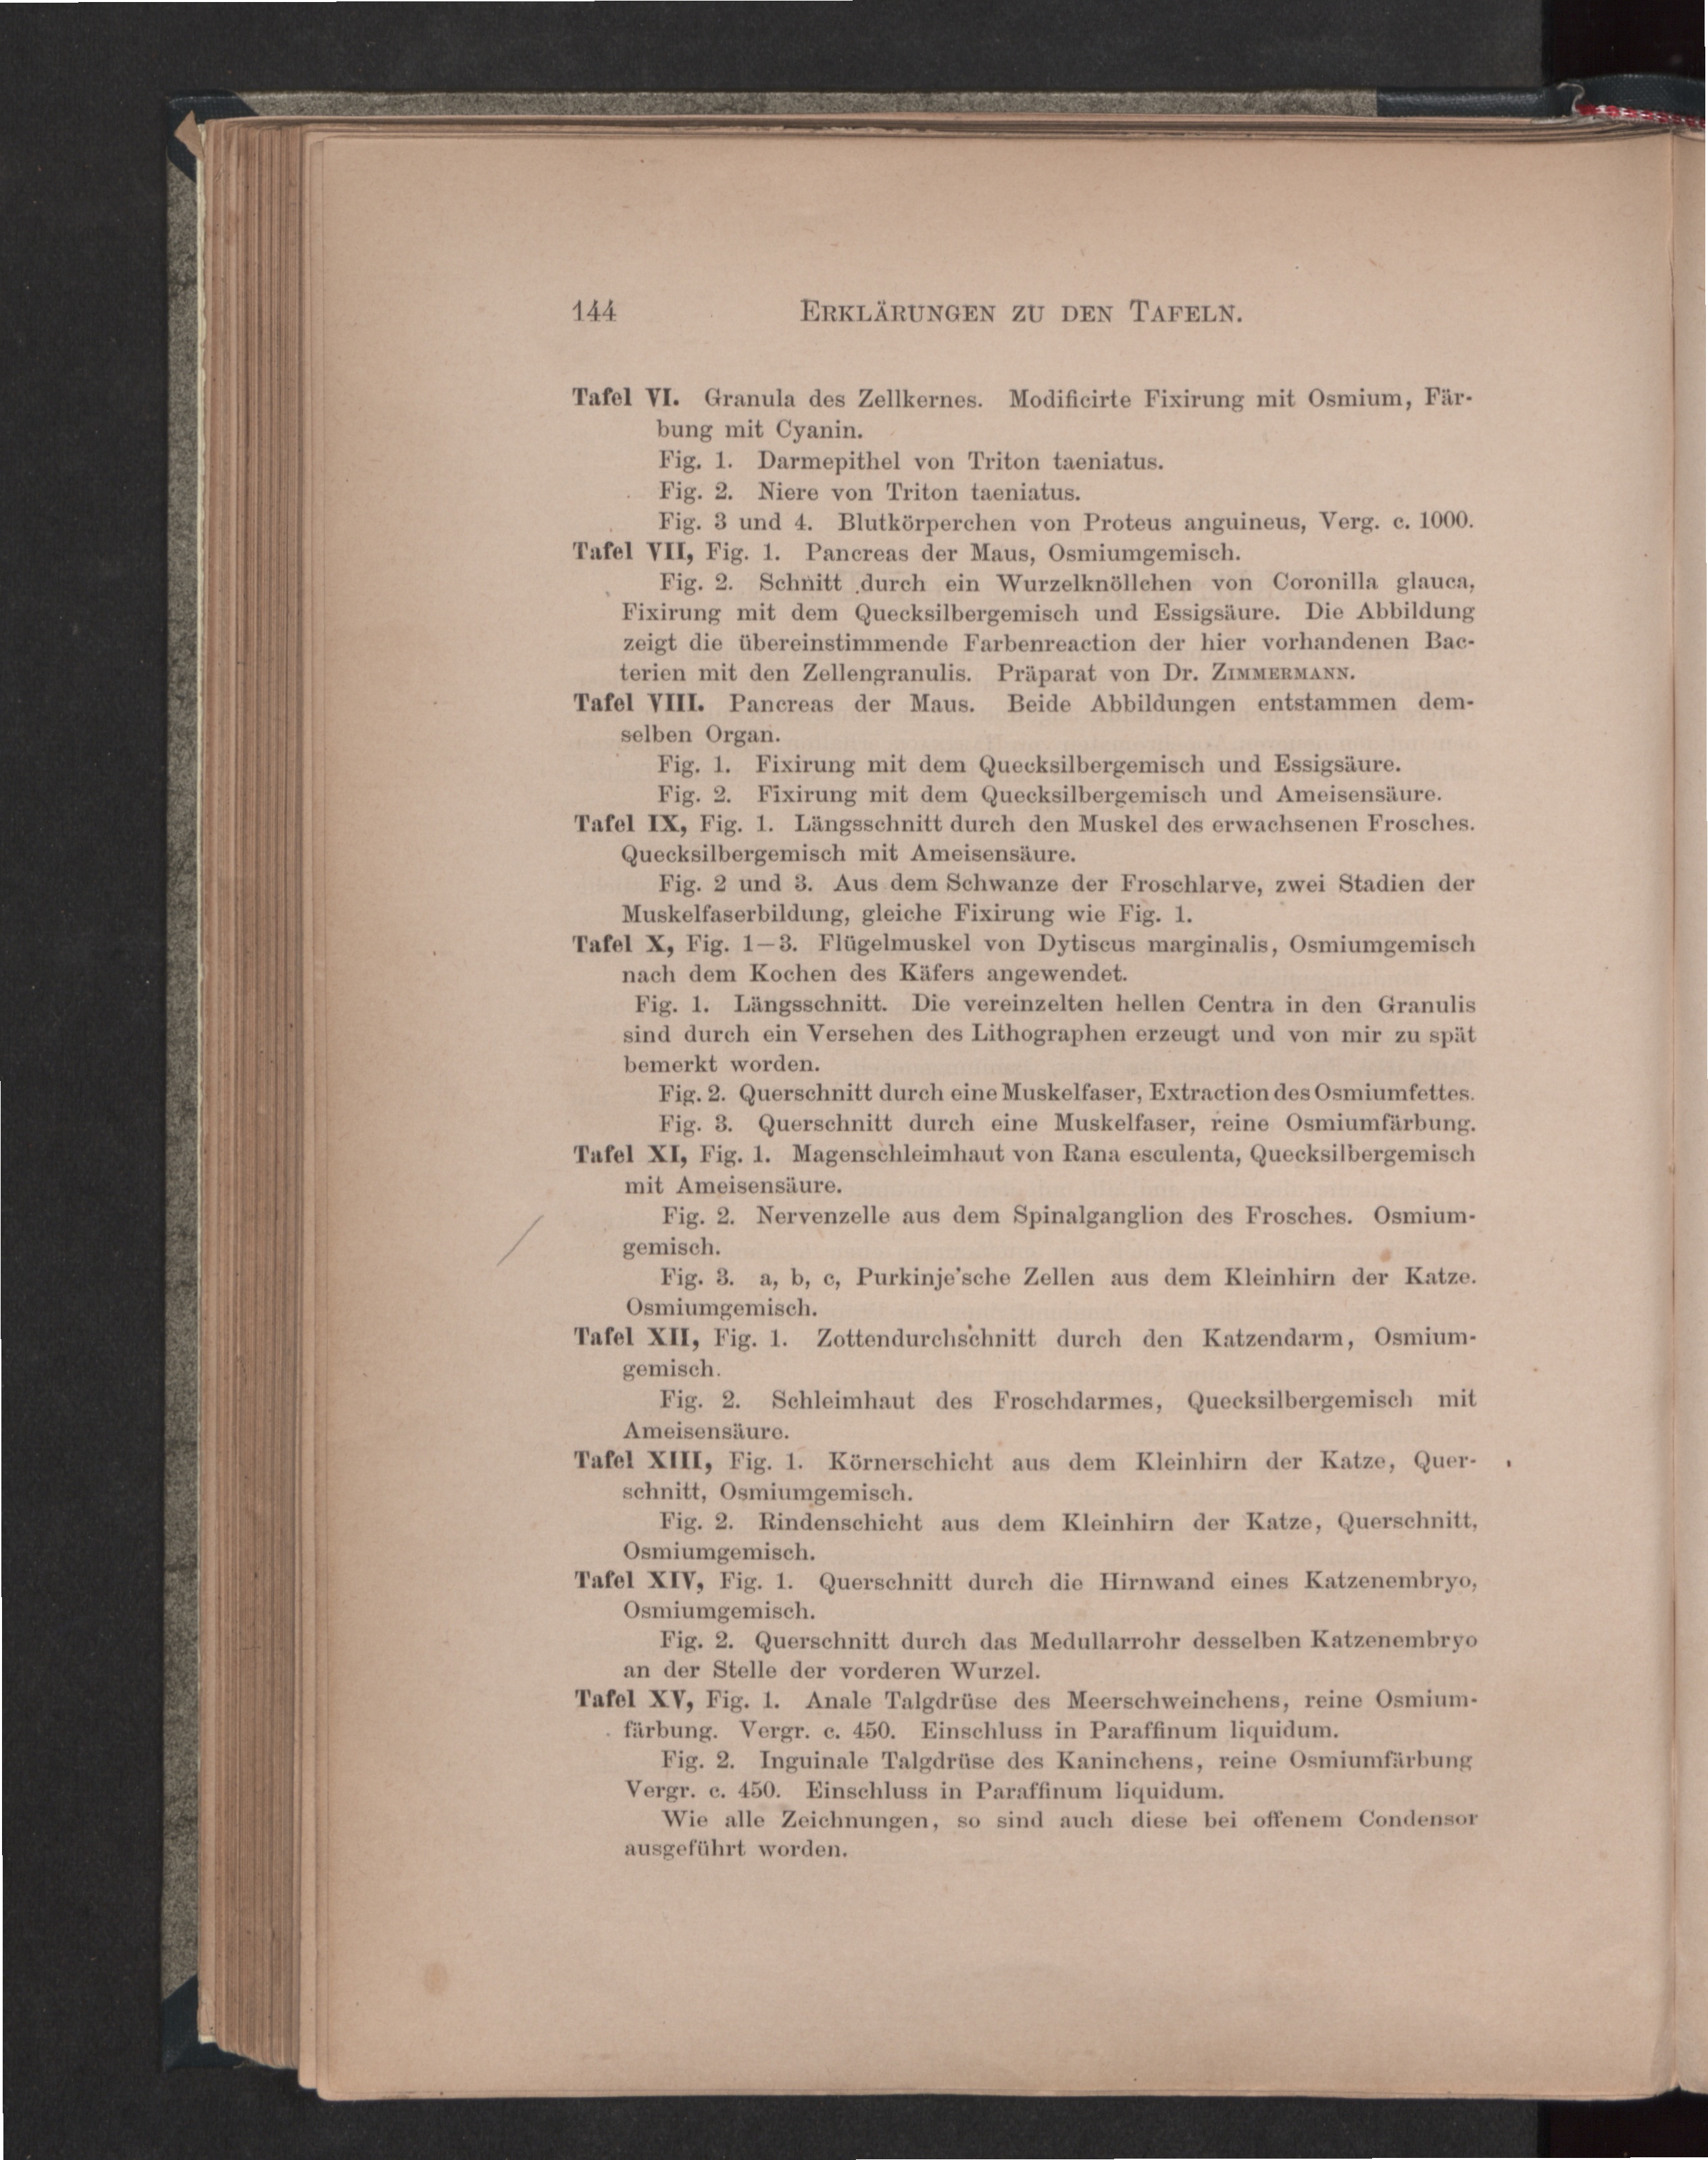 144 ERKLÄRUNGEN ZU DEN TAFELN.
Tafel VI. Granula des Zellkernes. Modificirte Fixirung mit Osmium, Fär-
bung mit Cyanin.
Fig. 1. Darmepithel von Triton taeniatus.
Fig. 2. Niere von Triton taeniatus.
Fig. 3 und 4. Blutkörperchen von Proteus anguineus, Verg. c. 1000.
Tafel VII, Fig. 1. Pancreas der Maus, Osmiumgemisch.
Fig. 2. Schnitt durch ein Wurzelknöllchen von Coronilla glauca,
Fixirung mit dem Quecksilbergemisch und Essigsäure. Die Abbildung
zeigt die übereinstimmende Farbenreaction der hier vorhandenen Bac-
terien mit den Zellengranulis. Präparat von Dr. ZIMMERMANN.
Tafel VIII. Pancreas der Maus. Beide Abbildungen entstammen dem-
selben Organ.
Fig. 1. Fixirung mit dem Quecksilbergemisch und Essigsäure.
Fig. 2. Fixirung mit dem Quecksilbergemisch und Ameisensäure.
Tafel IX, Fig. 1. Längsschnitt durch den Muskel des erwachsenen Frosches.
Quecksilbergemisch mit Ameisensäure.
Fig. 2 und 3. Aus dem Schwanze der Froschlarve, zwei Stadien der
Muskelfaserbildung, gleiche Fixirung wie Fig. 1.
Tafel X, Fig. 1—3. Flügelmuskel von Dytiscus marginalis, Osmiumgemisch
nach dem Kochen des Käfers angewendet.
Fig. 1. Längsschnitt. Die vereinzelten hellen Centra in den Granulis
sind durch ein Versehen des Lithographen erzeugt und von mir zu spät
bemerkt worden.
Fig. 2. Querschnitt durch eine Muskelfaser, Extraction des Osmiumfettes.
Fig. 3. Querschnitt durch eine Muskelfaser, reine Osmiumfärbung.
Tafel XI, Fig. 1. Magenschleimhaut von Rana esculenta, Quecksilbergemisch
mit Ameisensäure.
Fig. 2. Nervenzelle aus dem Spinalganglion des Frosches. Osmium-
gemisch.
Fig. 3. a, b, c, Purkinje'sche Zellen aus dem Kleinhirn der Katze.
Osmiumgemisch.
Tafel XII, Fig. 1. Zottendurchschnitt durch den Katzendarm, Osmium-
gemisch.
Fig. 2. Schleimhaut des Froschdarmes, Quecksilbergemisch mit
Ameisensäure.
Tafel XIII, Fig. 1. Körnerschicht aus dem Kleinhirn der Katze, Quer-
schnitt, Osmiumgemisch.
Fig. 2. Rindenschicht aus dem Kleinhirn der Katze, Querschnitt,
Osmiumgemisch.
Tafel XIV, Fig. 1. Querschnitt durch die Hirnwand eines Katzenembryo,
Osmiumgemisch.
Fig. 2. Querschnitt durch das Medullarrohr desselben Katzenembryo
an der Stelle der vorderen Wurzel.
Tafel XV, Fig. 1. Anale Talgdrüse des Meerschweinchens, reine Osmium-
färbung. Vergr. c. 450. Einschluss in Paraffinum liquidum.
Fig. 2. Inguinale Talgdrüse des Kaninchens, reine Osmiumfärbung
Vergr. c. 450. Einschluss in Paraffinum liquidum.
Wie alle Zeichnungen, so sind auch diese bei offenem Condensor
ausgeführt worden.